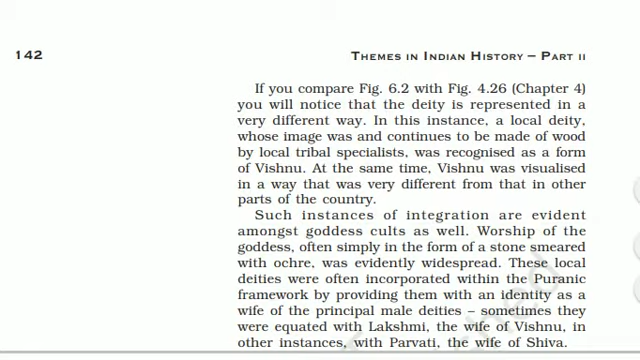 142
THEMES IN INDIAN HISTORY – PART II
If you compare Fig. 6.2 with Fig. 4.26 (Chapter 4)
you will notice that the deity is represented in a
very different way. In this instance, a local deity,
whose image was and continues to be made of wood
by local tribal specialists, was recognised as a form
of Vishnu. At the same time, Vishnu was visualised
in a way that was very different from that in other
parts of the country.
Such instances of integration are evident
amongst goddess cults as well. Worship of the
goddess, often simply in the form of a stone smeared
with ochre, was evidently widespread. These local
deities were often incorporated within the Puranic
framework by providing them with an identity as a
wife of the principal male deities – sometimes they
were equated with Lakshmi, the wife of Vishnu, in
other instances, with Parvati, the wife of Shiva.